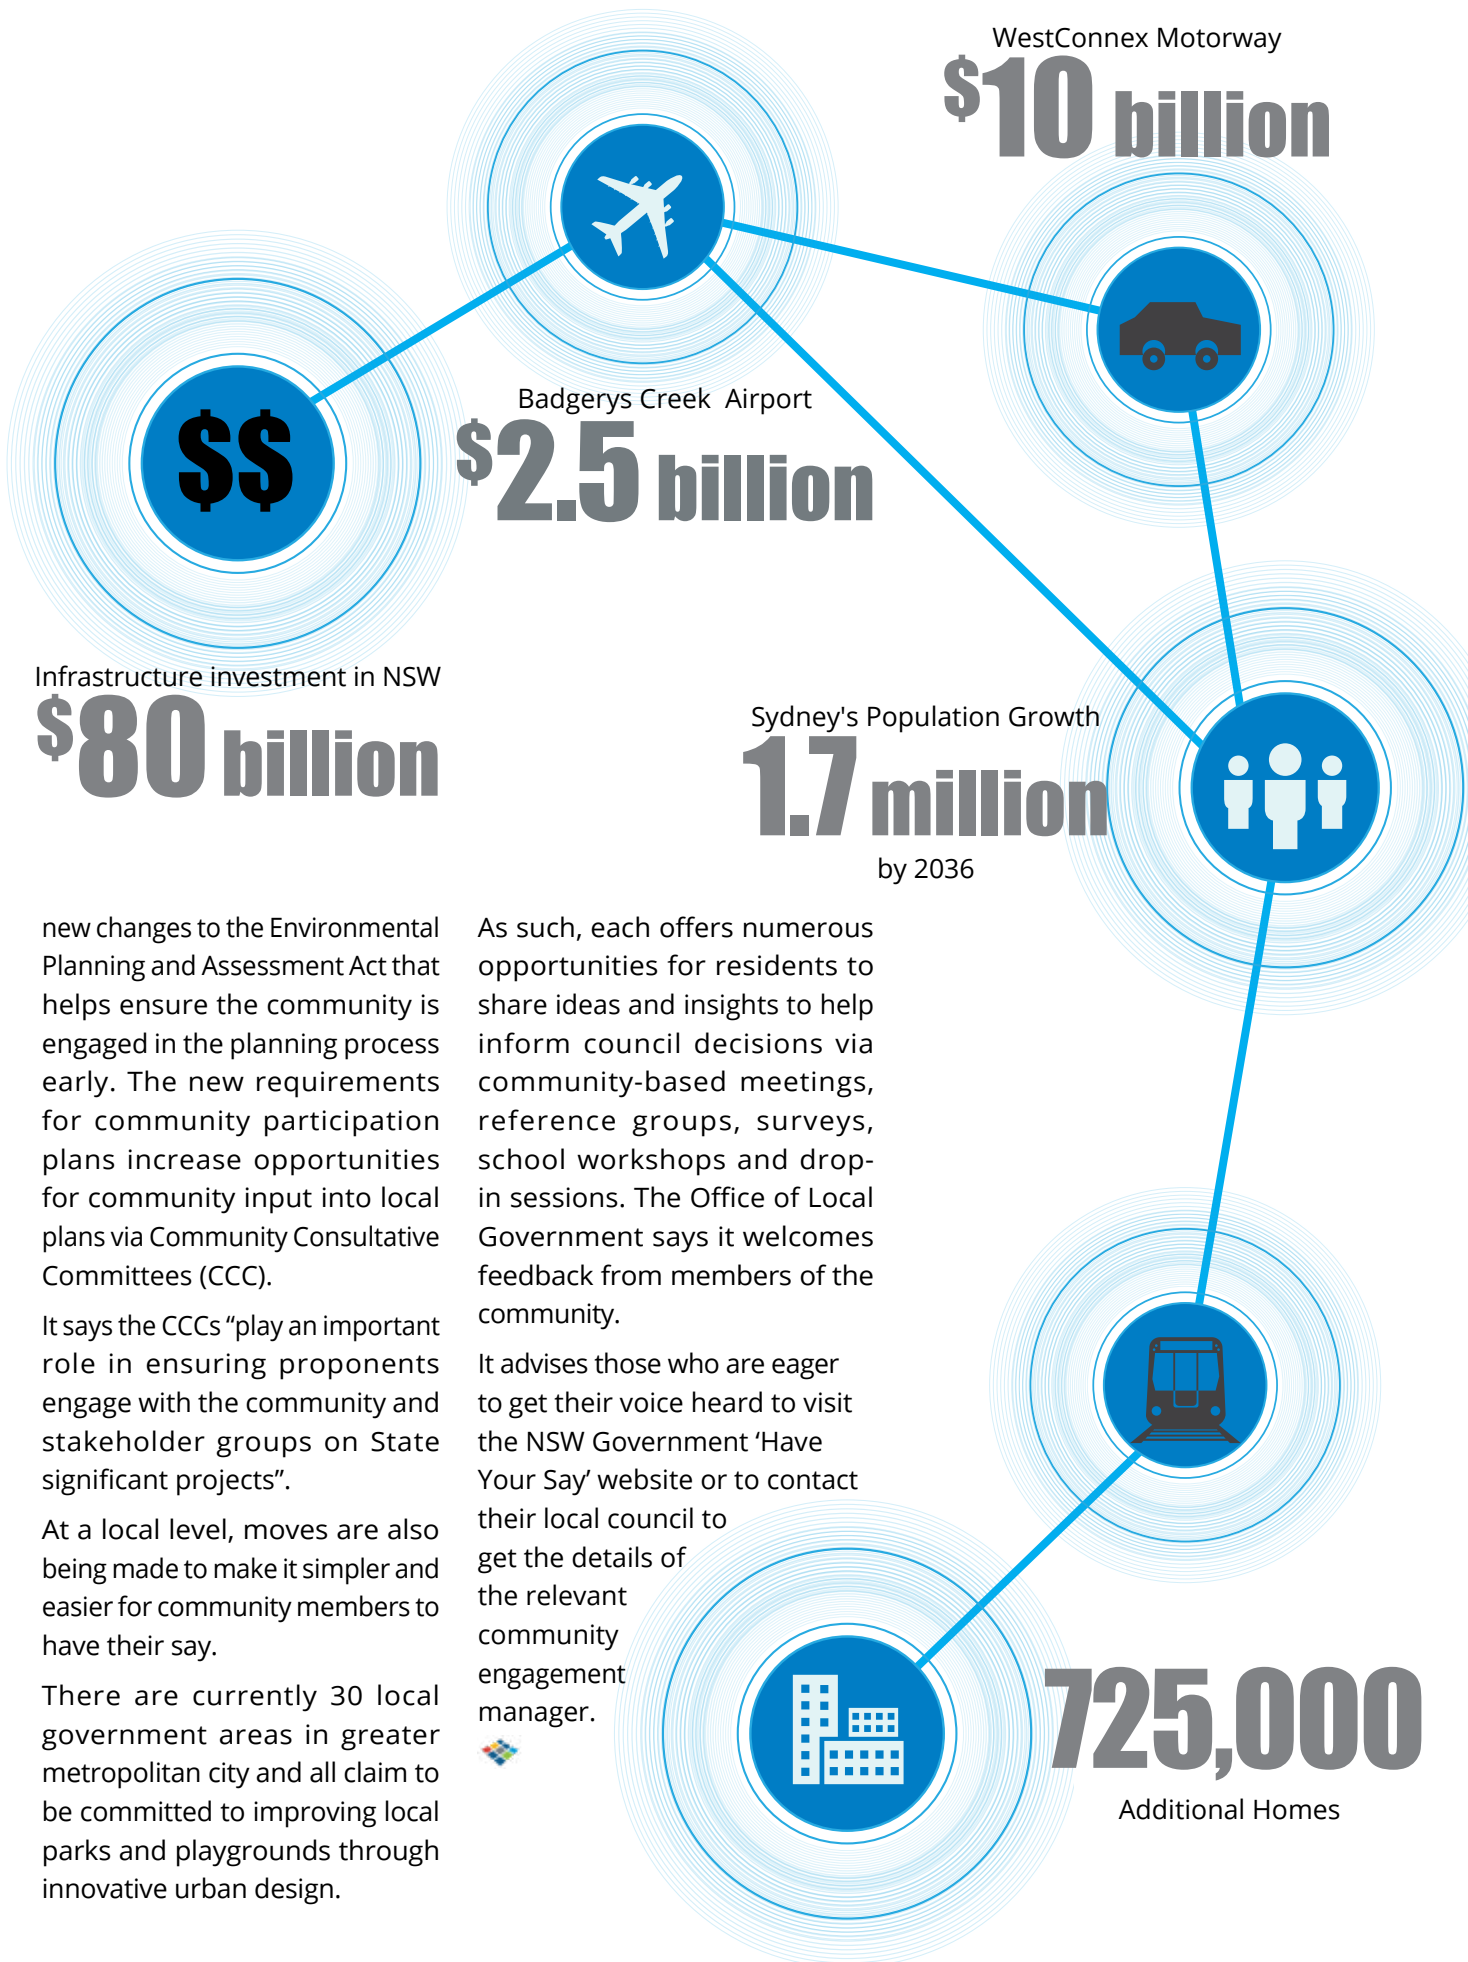 WestConnex Motorway
$10 billion
Badgerys Creek Airport
$2.5 billion
$$
Infrastructure investment in NSW
$80 billion
Sydney's Population Growth
1.7 million
by 2036
new changes to the Environmental
Planning and Assessment Act that
helps ensure the community is
engaged in the planning process
early. The new requirements
for community participation
plans increase opportunities
for community input into local
plans via Community Consultative
Committees (CCC).
It says the CCCs “play an important
role in ensuring proponents
engage with the community and
stakeholder groups on State
significant projects”.
At a local level, moves are also
being made to make it simpler and
easier for community members to
have their say.
There are currently 30 local
government areas in greater
metropolitan city and all claim to
be committed to improving local
parks and playgrounds through
innovative urban design.
As such, each offers numerous
opportunities for residents to
share ideas and insights to help
inform council decisions via
community-based meetings,
reference groups, surveys,
school workshops and drop-
in sessions. The Office of Local
Government says it welcomes
feedback from members of the
community.
It advises those who are eager
to get their voice heard to visit
the NSW Government ‘Have
Your Say’ website or to contact
their local council to
get the details of
the relevant
community
engagement
manager.
725,000
Additional Homes